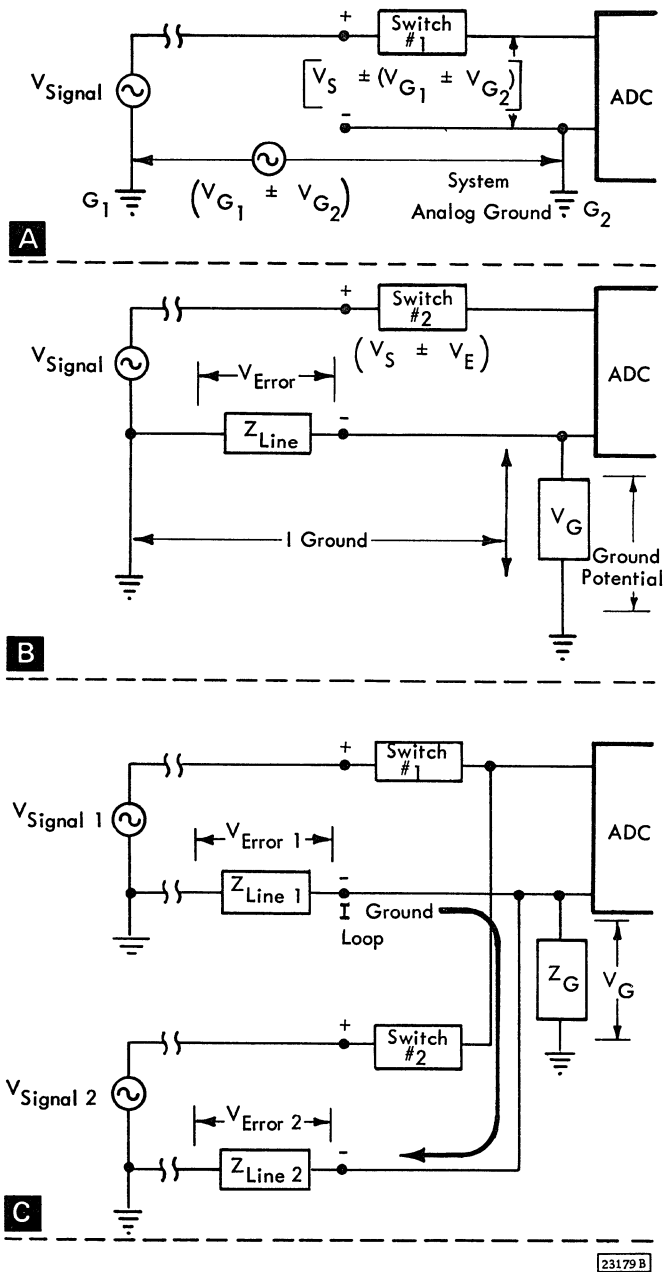 +
Switch
#1
[V_S ± (V_G1 ± V_G2)]
V_Signal
ADC
-
(V_G1 ± V_G2)
System
Analog Ground
G_1
G_2
A
+
Switch
#2
(V_S ± V_E)
V_Signal
V_Error
ADC
Z_Line
-
V_G
I Ground
Ground
Potential
B
+
Switch
#1
V_Signal 1
V_Error 1
ADC
Z_Line 1
-
I Ground
Loop
Z_G
V_G
+
Switch
#2
V_Signal 2
V_Error 2
Z_Line 2
-
C
23179 B